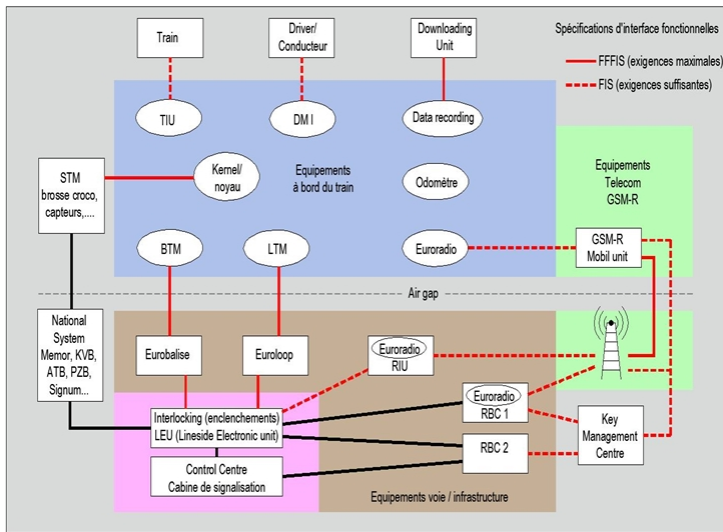 Train
Driver/
Conducteur
Downloading
Unit
Spécifications d'interface fonctionnelles
FFFIS (exigences maximales)
FIS (exigences suffisantes)
TIU
DM I
Data recording
STM
brosse croco,
capteurs,....
Kernel/
noyau
Equipements
à bord du train
Odomètre
Equipements
Telecom
GSM-R
BTM
LTM
Euroradio
GSM-R
Mobil unit
Air gap
National
System
Memor, KVB,
ATB, PZB,
Signum...
Eurobalise
Euroloop
Euroradio
RIU
Interlocking (enclenchements)
LEU (Lineside Electronic unit)
Euroradio
RBC 1
Key
Management
Centre
RBC 2
Control Centre
Cabine de signalisation
Equipements voie / infrastructure